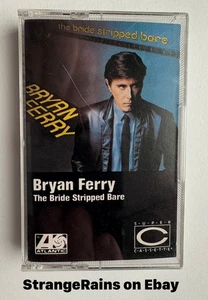 the bride stripped bare
BRYAN
FERRY
Bryan Ferry
The Bride Stripped Bare
ATLANTIC
SUPER
CASSETTE
StrangeRains on Ebay